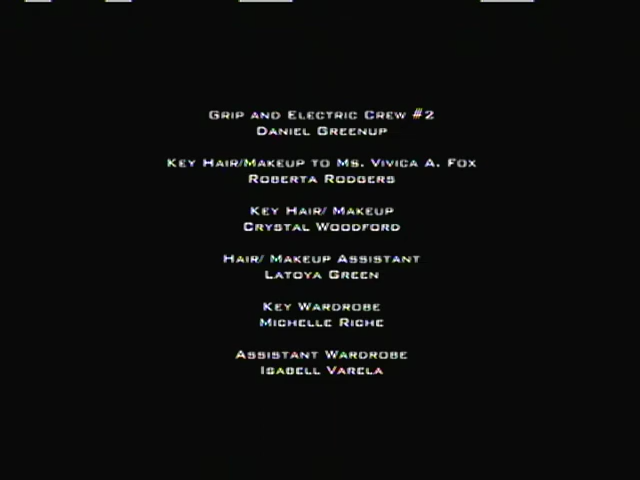 Grip and Electric Crew #2
Daniel Greenup
Key Hair/Makeup to Ms. Vivica A. Fox
Roberta Rodgers
Key Hair/ Makeup
Crystal Woodford
Hair/ Makeup Assistant
Latoya Green
Key Wardrobe
Michelle Riche
Assistant Wardrobe
Isabell Varela